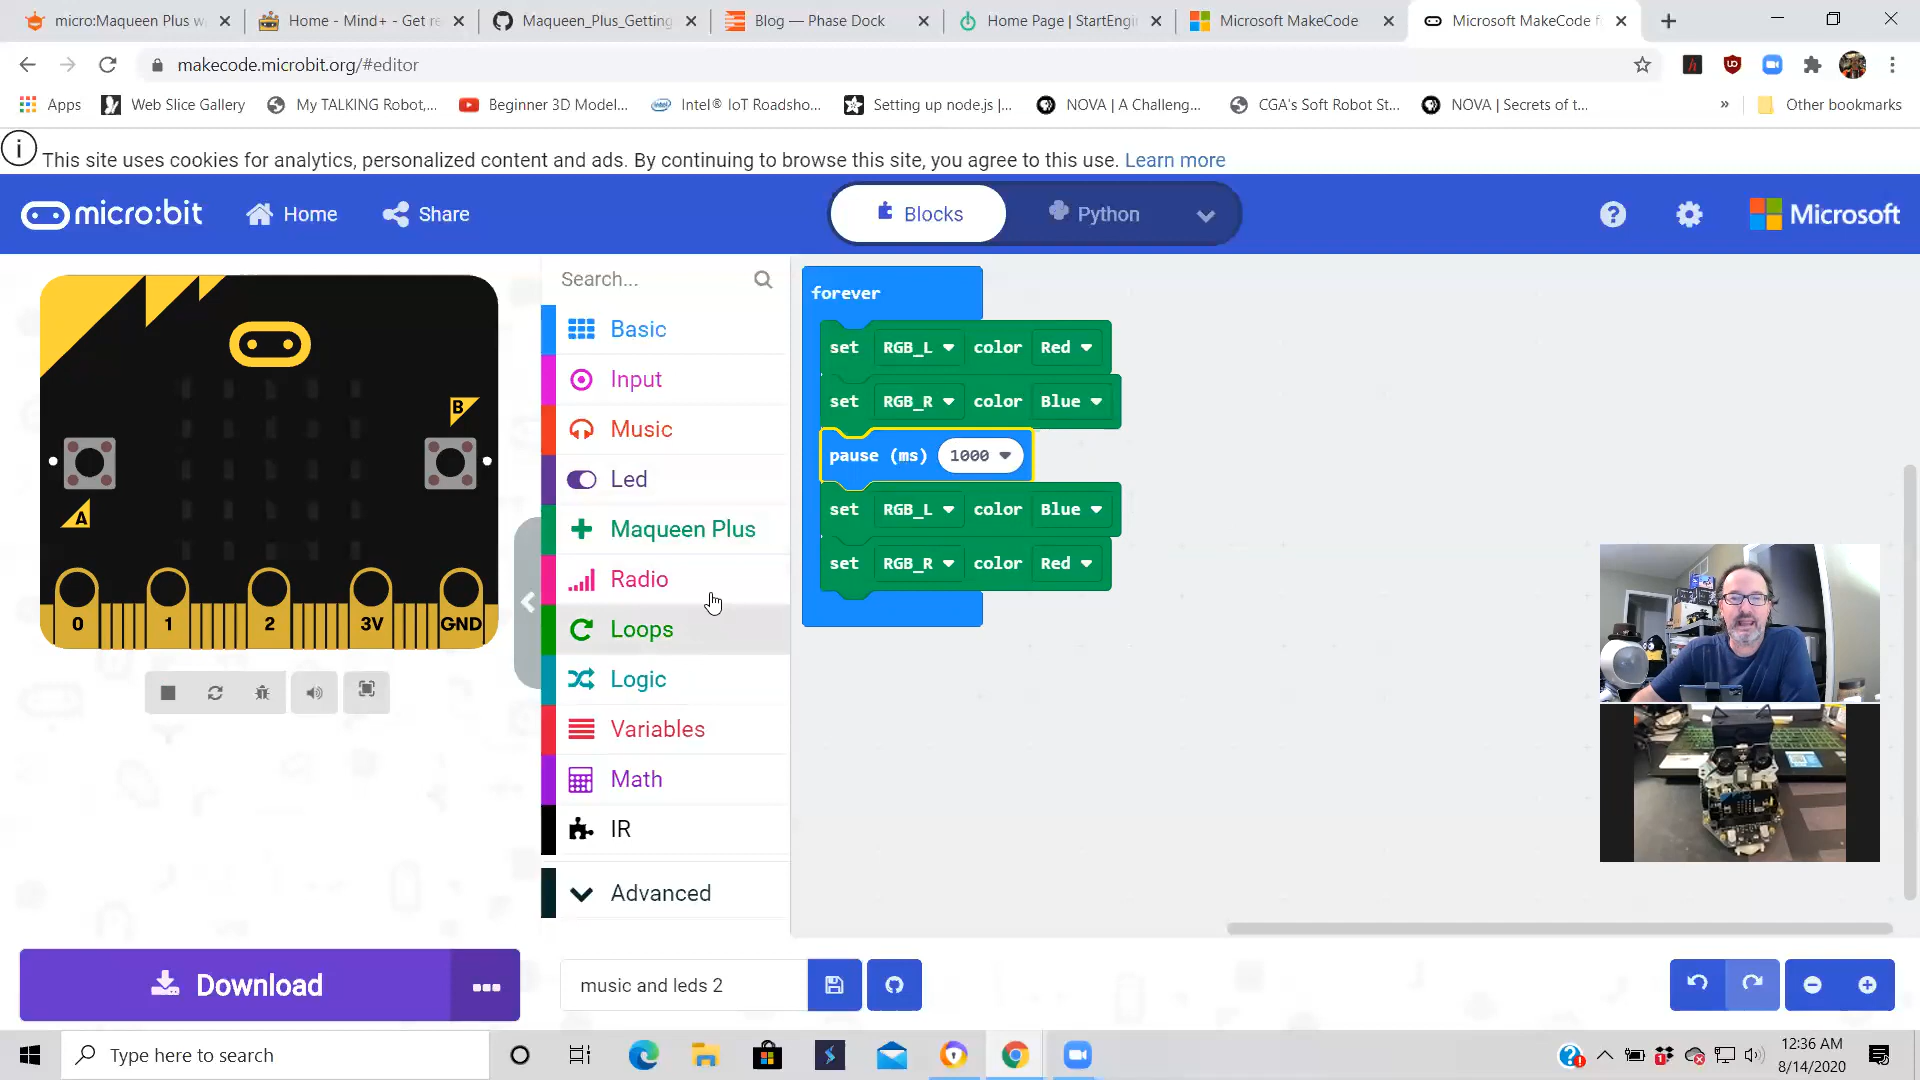 micro:Maqueen Plus w
Home - Mind+ - Get re
Maqueen_Plus_Getting
Blog — Phase Dock
Home Page | StartEngi
Microsoft MakeCode
Microsoft MakeCode f
makecode.microbit.org/#editor
Apps
Web Slice Gallery
My TALKING Robot,...
Beginner 3D Model...
Intel® IoT Roadsho...
Setting up node.js |...
NOVA | A Challeng...
CGA's Soft Robot St...
NOVA | Secrets of t...
»
Other bookmarks
This site uses cookies for analytics, personalized content and ads. By continuing to browse this site, you agree to this use. Learn more
micro:bit
Home
Share
Blocks
Python
Microsoft
B
A
0 1 2 3V GND
Search...
Basic
Input
Music
Led
Maqueen Plus
Radio
Loops
Logic
Variables
Math
IR
Advanced
forever
set RGB_L color Red
set RGB_R color Blue
pause (ms) 1000
set RGB_L color Blue
set RGB_R color Red
Download
music and leds 2
Type here to search
12:36 AM
8/14/2020